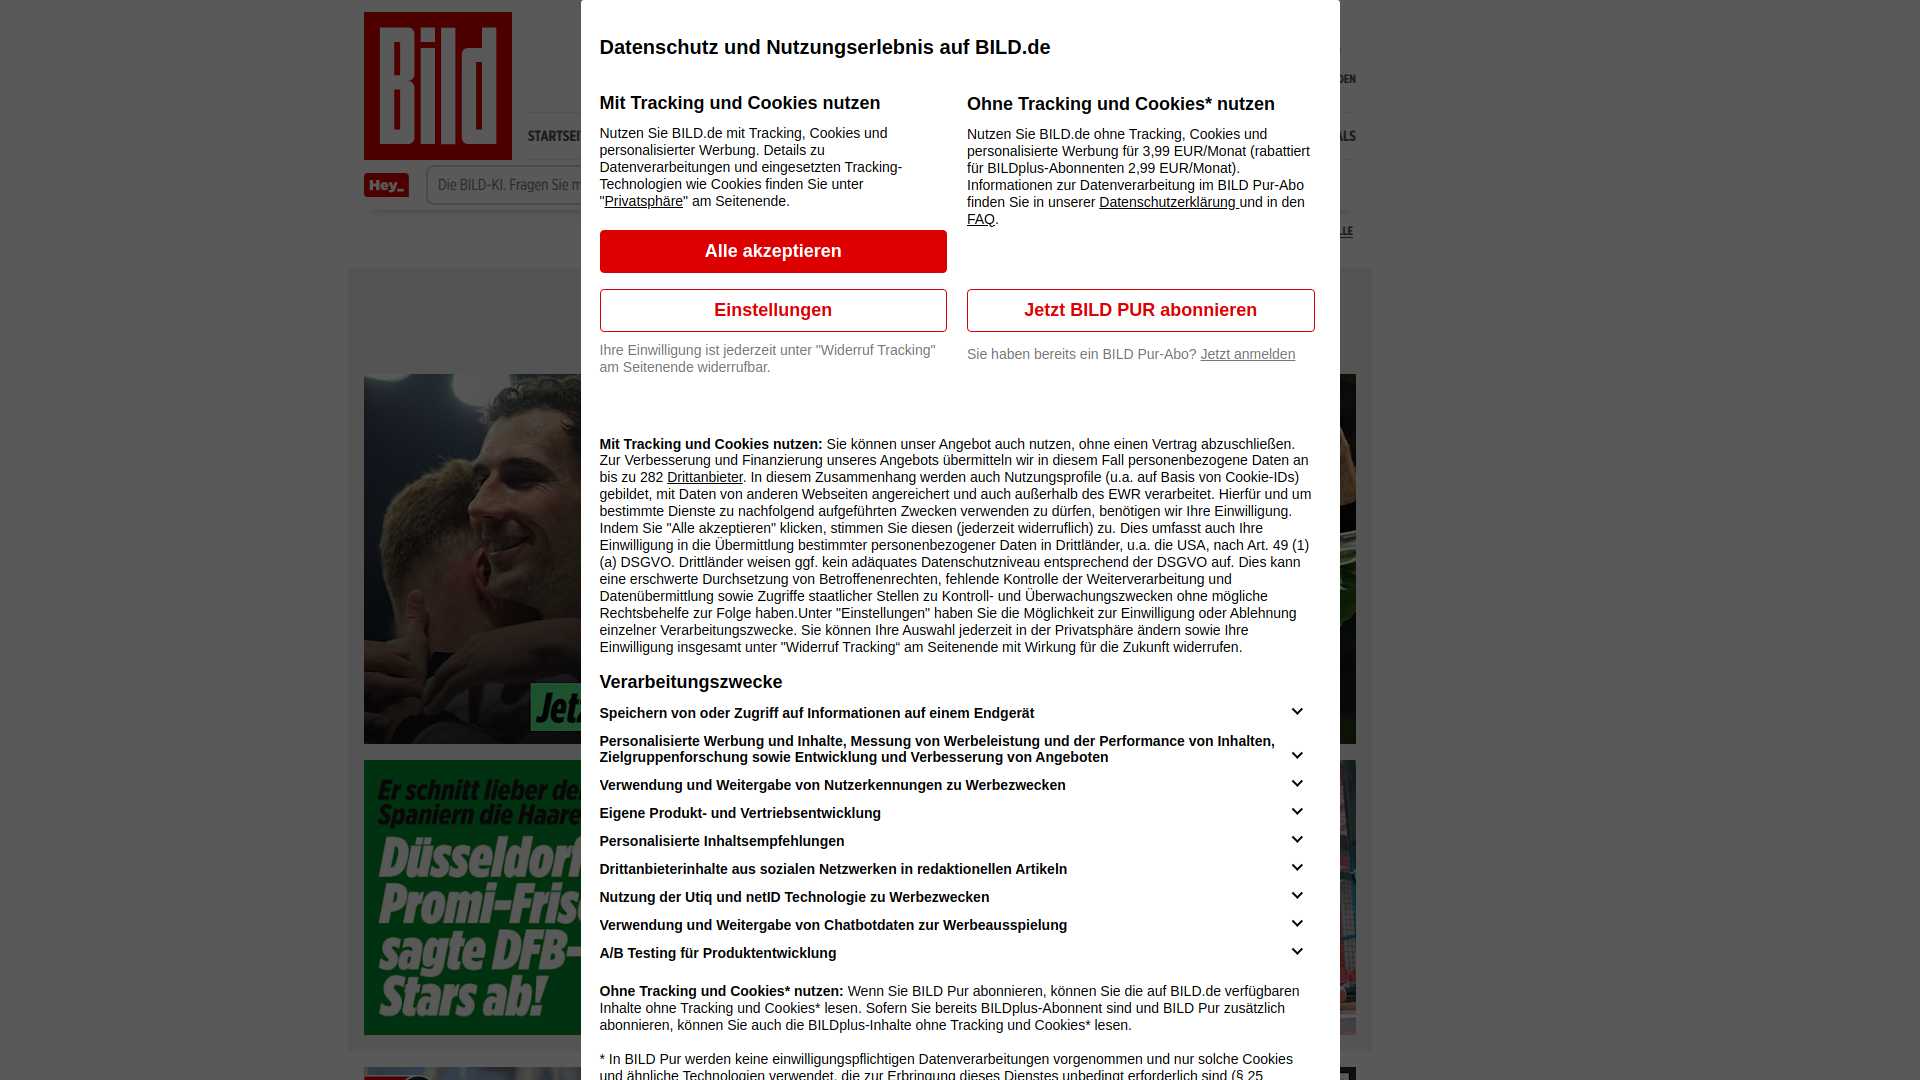 Bild
Hey_
Die BILD-KI. Fragen Sie
Datenschutz und Nutzungserlebnis auf BILD.de
Mit Tracking und Cookies nutzen
Nutzen Sie BILD.de mit Tracking, Cookies und
personalisierter Werbung. Details zu
Datenverarbeitungen und eingesetzten Tracking-
Technologien wie Cookies finden Sie unter
"Privatsphäre" am Seitenende.
Alle akzeptieren
Einstellungen
Ihre Einwilligung ist jederzeit unter "Widerruf Tracking"
am Seitenende widerrufbar.
Ohne Tracking und Cookies* nutzen
Nutzen Sie BILD.de ohne Tracking, Cookies und
personalisierte Werbung für 3,99 EUR/Monat (rabattiert
für BILDplus-Abonnenten 2,99 EUR/Monat).
Informationen zur Datenverarbeitung im BILD Pur-Abo
finden Sie in unserer Datenschutzerklärung und in den
FAQ.
Jetzt BILD PUR abonnieren
Sie haben bereits ein BILD Pur-Abo? Jetzt anmelden
Mit Tracking und Cookies nutzen: Sie können unser Angebot auch nutzen, ohne einen Vertrag abzuschließen.
Zur Verbesserung und Finanzierung unseres Angebots übermitteln wir in diesem Fall personenbezogene Daten an
bis zu 282 Drittanbieter. In diesem Zusammenhang werden auch Nutzungsprofile (u.a. auf Basis von Cookie-IDs)
gebildet, mit Daten von anderen Webseiten angereichert und auch außerhalb des EWR verarbeitet. Hierfür und um
bestimmte Dienste zu nachfolgend aufgeführten Zwecken verwenden zu dürfen, benötigen wir Ihre Einwilligung.
Indem Sie "Alle akzeptieren" klicken, stimmen Sie diesen (jederzeit widerruflich) zu. Dies umfasst auch Ihre
Einwilligung in die Übermittlung bestimmter personenbezogener Daten in Drittländer, u.a. die USA, nach Art. 49 (1)
(a) DSGVO. Drittländer weisen ggf. kein adäquates Datenschutzniveau entsprechend der DSGVO auf. Dies kann
eine erschwerte Durchsetzung von Betroffenenrechten, fehlende Kontrolle der Weiterverarbeitung und
Datenübermittlung sowie Zugriffe staatlicher Stellen zu Kontroll- und Überwachungszwecken ohne mögliche
Rechtsbehelfe zur Folge haben.Unter "Einstellungen" haben Sie die Möglichkeit zur Einwilligung oder Ablehnung
einzelner Verarbeitungszwecke. Sie können Ihre Auswahl jederzeit in der Privatsphäre ändern sowie Ihre
Einwilligung insgesamt unter "Widerruf Tracking“ am Seitenende mit Wirkung für die Zukunft widerrufen.
Verarbeitungszwecke
Speichern von oder Zugriff auf Informationen auf einem Endgerät
Personalisierte Werbung und Inhalte, Messung von Werbeleistung und der Performance von Inhalten,
Zielgruppenforschung sowie Entwicklung und Verbesserung von Angeboten
Verwendung und Weitergabe von Nutzerkennungen zu Werbezwecken
Eigene Produkt- und Vertriebsentwicklung
Personalisierte Inhaltsempfehlungen
Drittanbieterinhalte aus sozialen Netzwerken in redaktionellen Artikeln
Nutzung der Utiq und netID Technologie zu Werbezwecken
Verwendung und Weitergabe von Chatbotdaten zur Werbeausspielung
A/B Testing für Produktentwicklung
Ohne Tracking und Cookies* nutzen: Wenn Sie BILD Pur abonnieren, können Sie die auf BILD.de verfügbaren
Inhalte ohne Tracking und Cookies* lesen. Sofern Sie bereits BILDplus-Abonnent sind und BILD Pur zusätzlich
abonnieren, können Sie auch die BILDplus-Inhalte ohne Tracking und Cookies* lesen.
* In BILD Pur werden keine einwilligungspflichtigen Datenverarbeitungen vorgenommen und nur solche Cookies
und ähnliche Technologien verwendet, die zur Erbringung dieses Dienstes unbedingt erforderlich sind (§ 25
Er schnitt lieber
Spaniern die Haare
Düsseldorf
sagte DFB-
Stars ab!